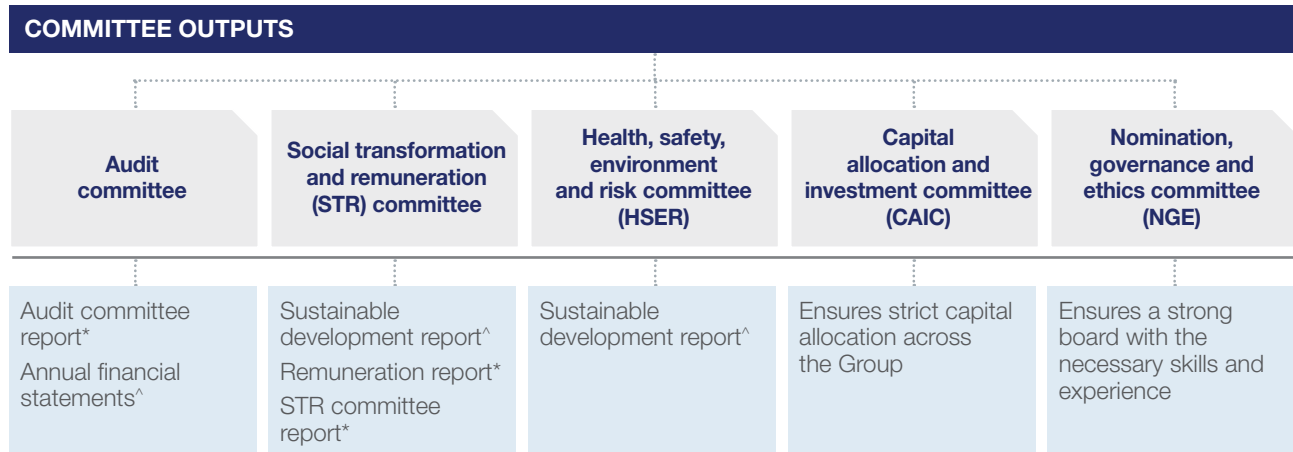 COMMITTEE OUTPUTS
Audit
committee
Social transformation
and remuneration
(STR) committee
Health, safety,
environment
and risk committee
(HSER)
Capital
allocation and
investment committee
(CAIC)
Nomination,
governance and
ethics committee
(NGE)
Audit committee
report*
Annual financial
statements^
Sustainable
development report^
Remuneration report*
STR committee
report*
Sustainable
development report^
Ensures strict capital
allocation across
the Group
Ensures a strong
board with the
necessary skills and
experience